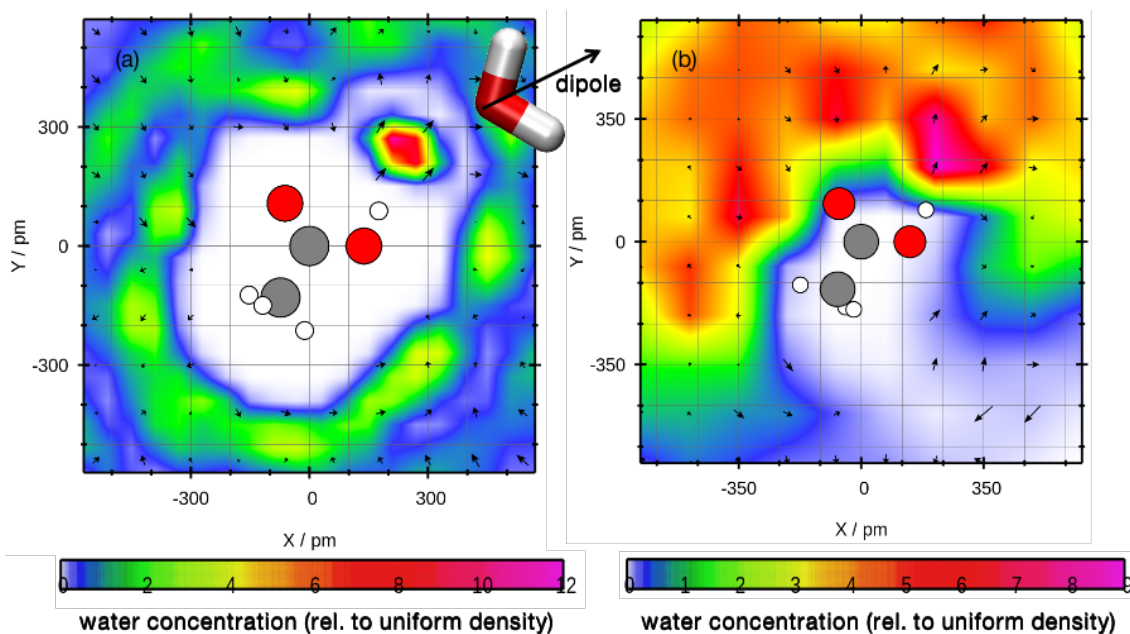 (a)
dipole
(b)
300
0
-300
Y / pm
-300
0
300
X / pm
350
0
-350
Y / pm
-350
0
350
X / pm
0 2 4 6 8 10 12
water concentration (rel. to uniform density)
0 1 2 3 4 5 6 7 8 9
water concentration (rel. to uniform density)